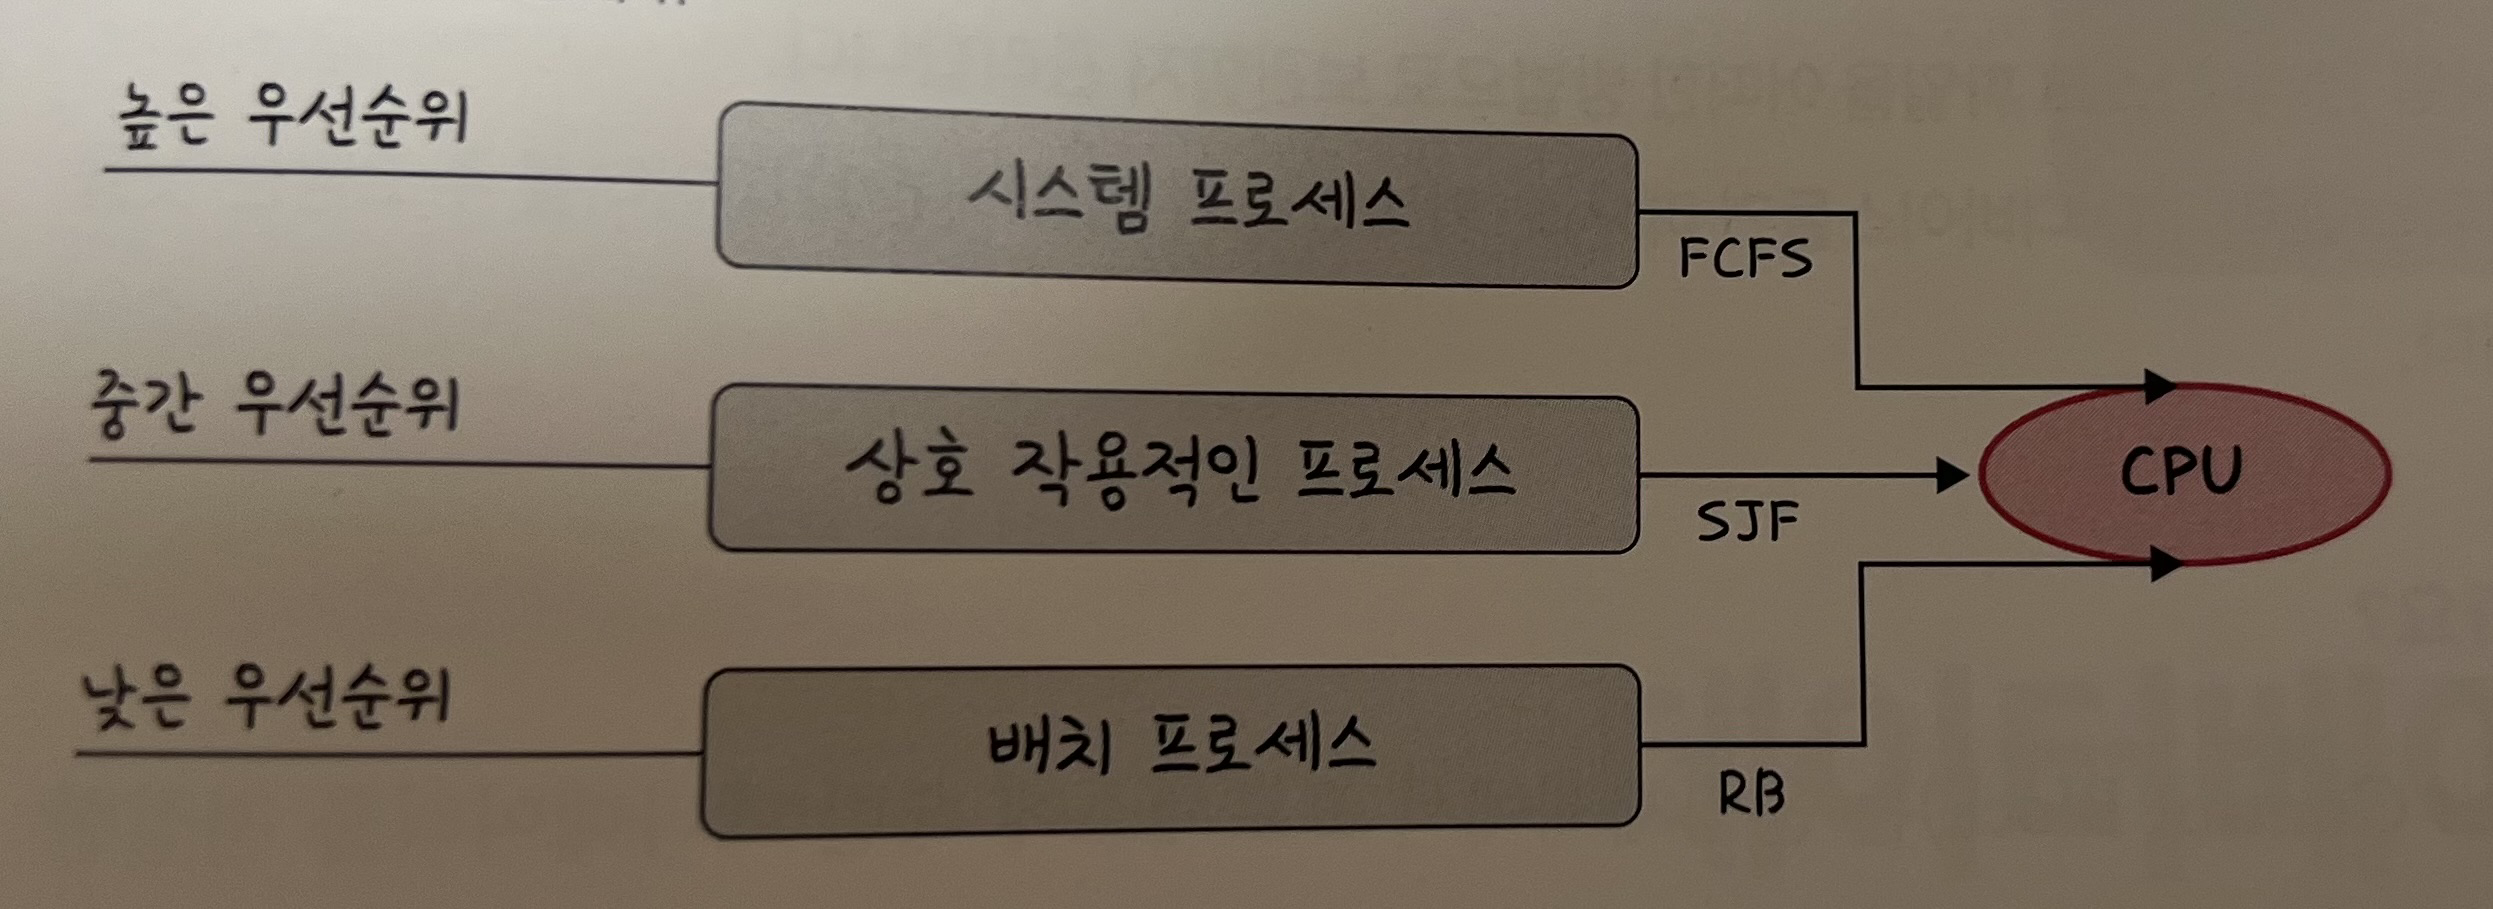 높은 우선순위
시스템 프로세스
FCFS
중간 우선순위
상호 작용적인 프로세스
SJF
CPU
낮은 우선순위
배치 프로세스
RB